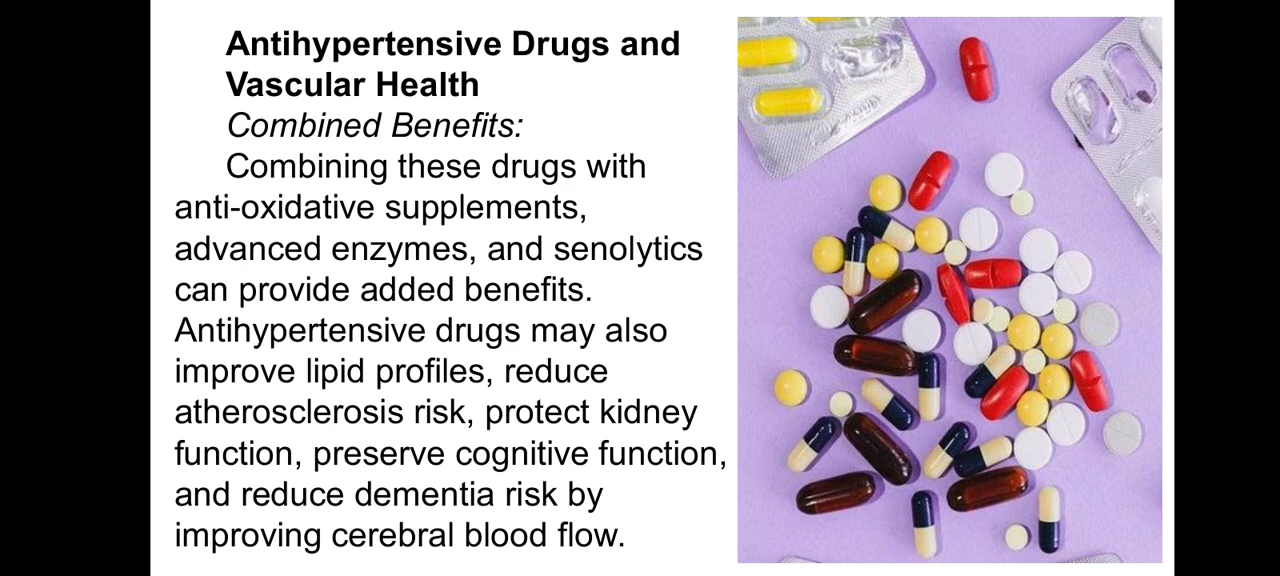 Antihypertensive Drugs and
Vascular Health
Combined Benefits:
Combining these drugs with
anti-oxidative supplements,
advanced enzymes, and senolytics
can provide added benefits.
Antihypertensive drugs may also
improve lipid profiles, reduce
atherosclerosis risk, protect kidney
function, preserve cognitive function,
and reduce dementia risk by
improving cerebral blood flow.